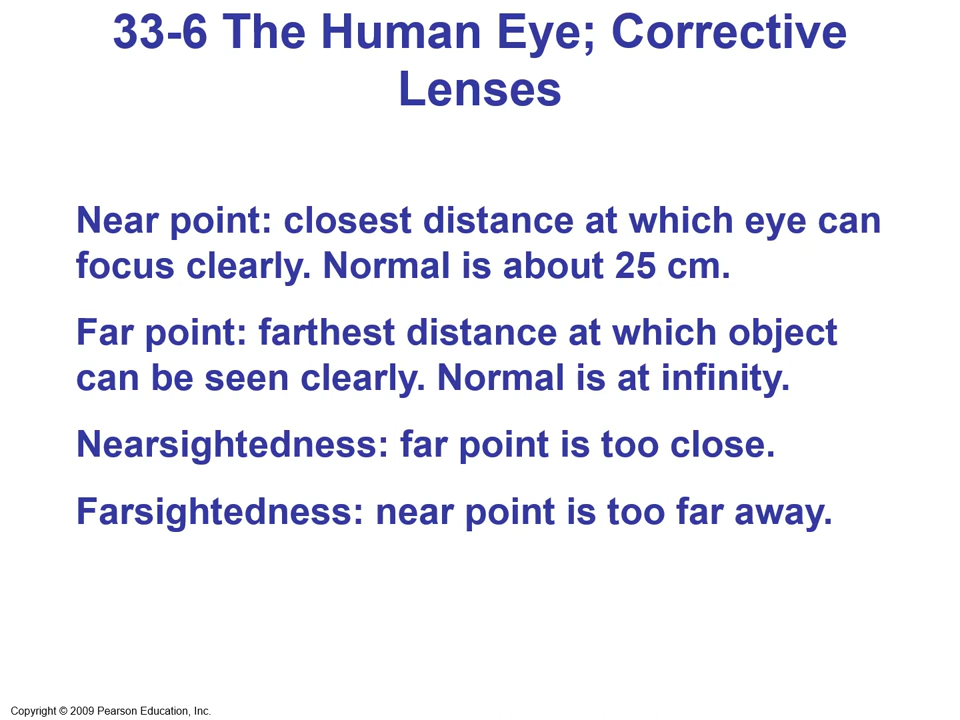 33-6 The Human Eye; Corrective
Lenses
Near point: closest distance at which eye can
focus clearly. Normal is about 25 cm.
Far point: farthest distance at which object
can be seen clearly. Normal is at infinity.
Nearsightedness: far point is too close.
Farsightedness: near point is too far away.
Copyright © 2009 Pearson Education, Inc.